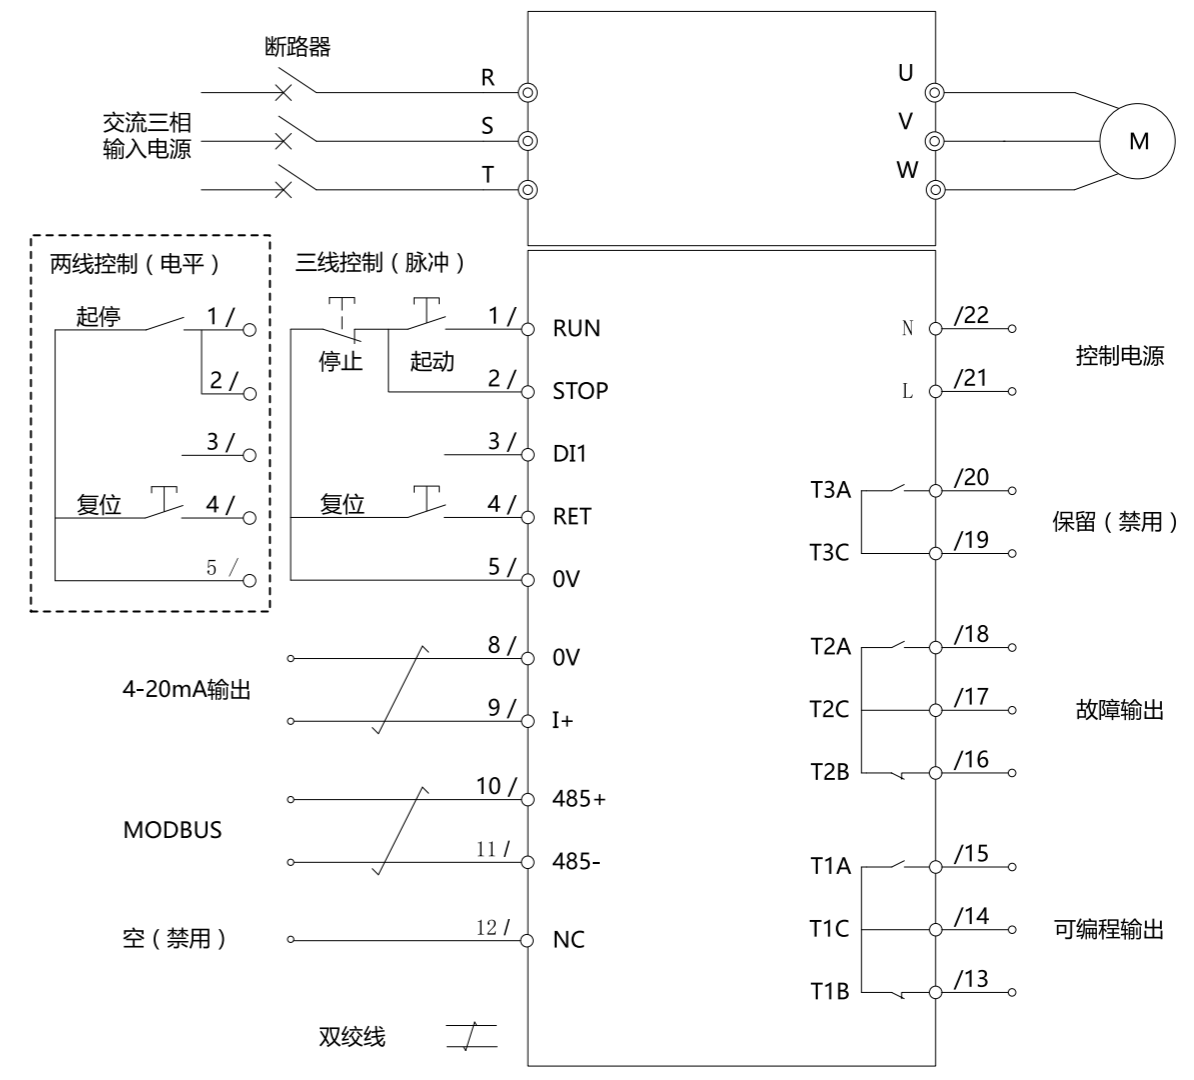 断路器
R
U
交流三相
输入电源
S
V
M
T
W
两线控制（电平）
起停
1 /
2 /
3 /
复位
4 /
5 /
三线控制（脉冲）
停止
起动
1 /
RUN
2 /
STOP
3 /
DI1
复位
4 /
RET
5 /
0V
4-20mA输出
8 /
0V
9 /
I+
MODBUS
10 /
485+
11 /
485-
空（禁用）
12 /
NC
双绞线
N
/22
控制电源
L
/21
T3A
/20
保留（禁用）
T3C
/19
T2A
/18
T2C
/17
故障输出
T2B
/16
T1A
/15
T1C
/14
可编程输出
T1B
/13